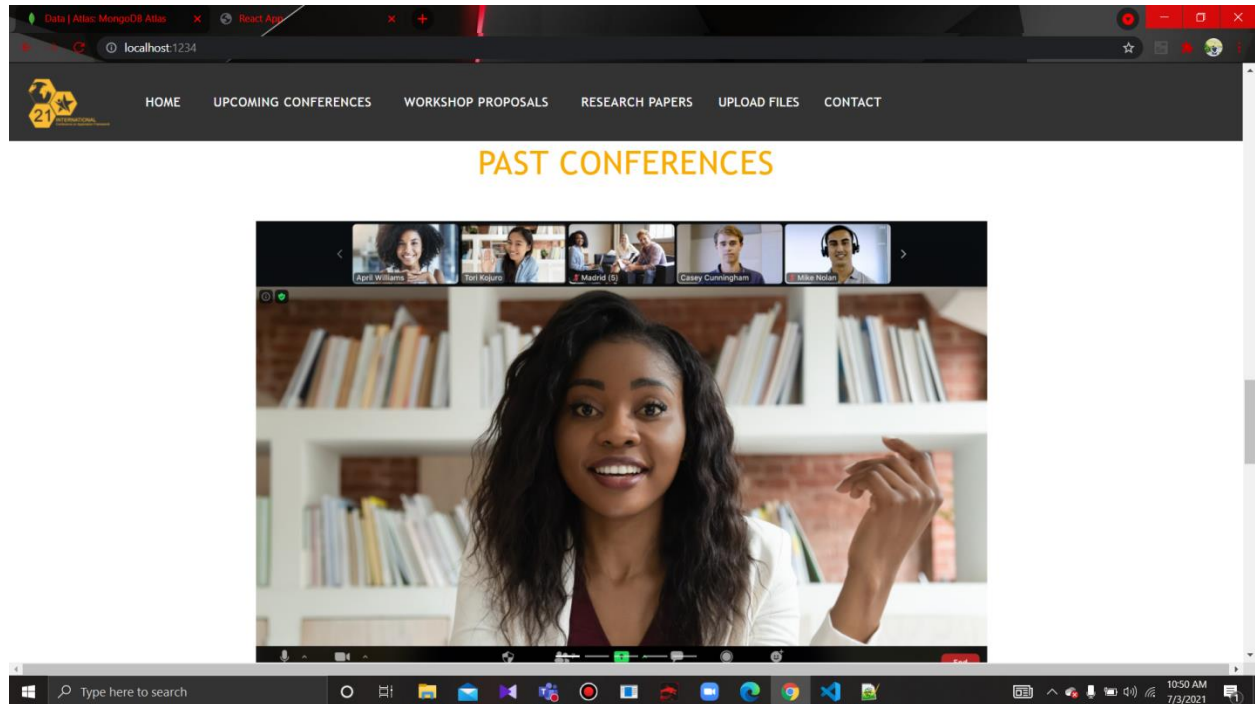 Data | Atlas: MongoDB Atlas
React App
localhost:1234
21
INTERNATIONAL
HOME
UPCOMING CONFERENCES
WORKSHOP PROPOSALS
RESEARCH PAPERS
UPLOAD FILES
CONTACT
PAST CONFERENCES
April Williams
Tori Kojuro
Madrid (5)
Casey Cunningham
Mike Nolan
End
Type here to search
10:50 AM
7/3/2021